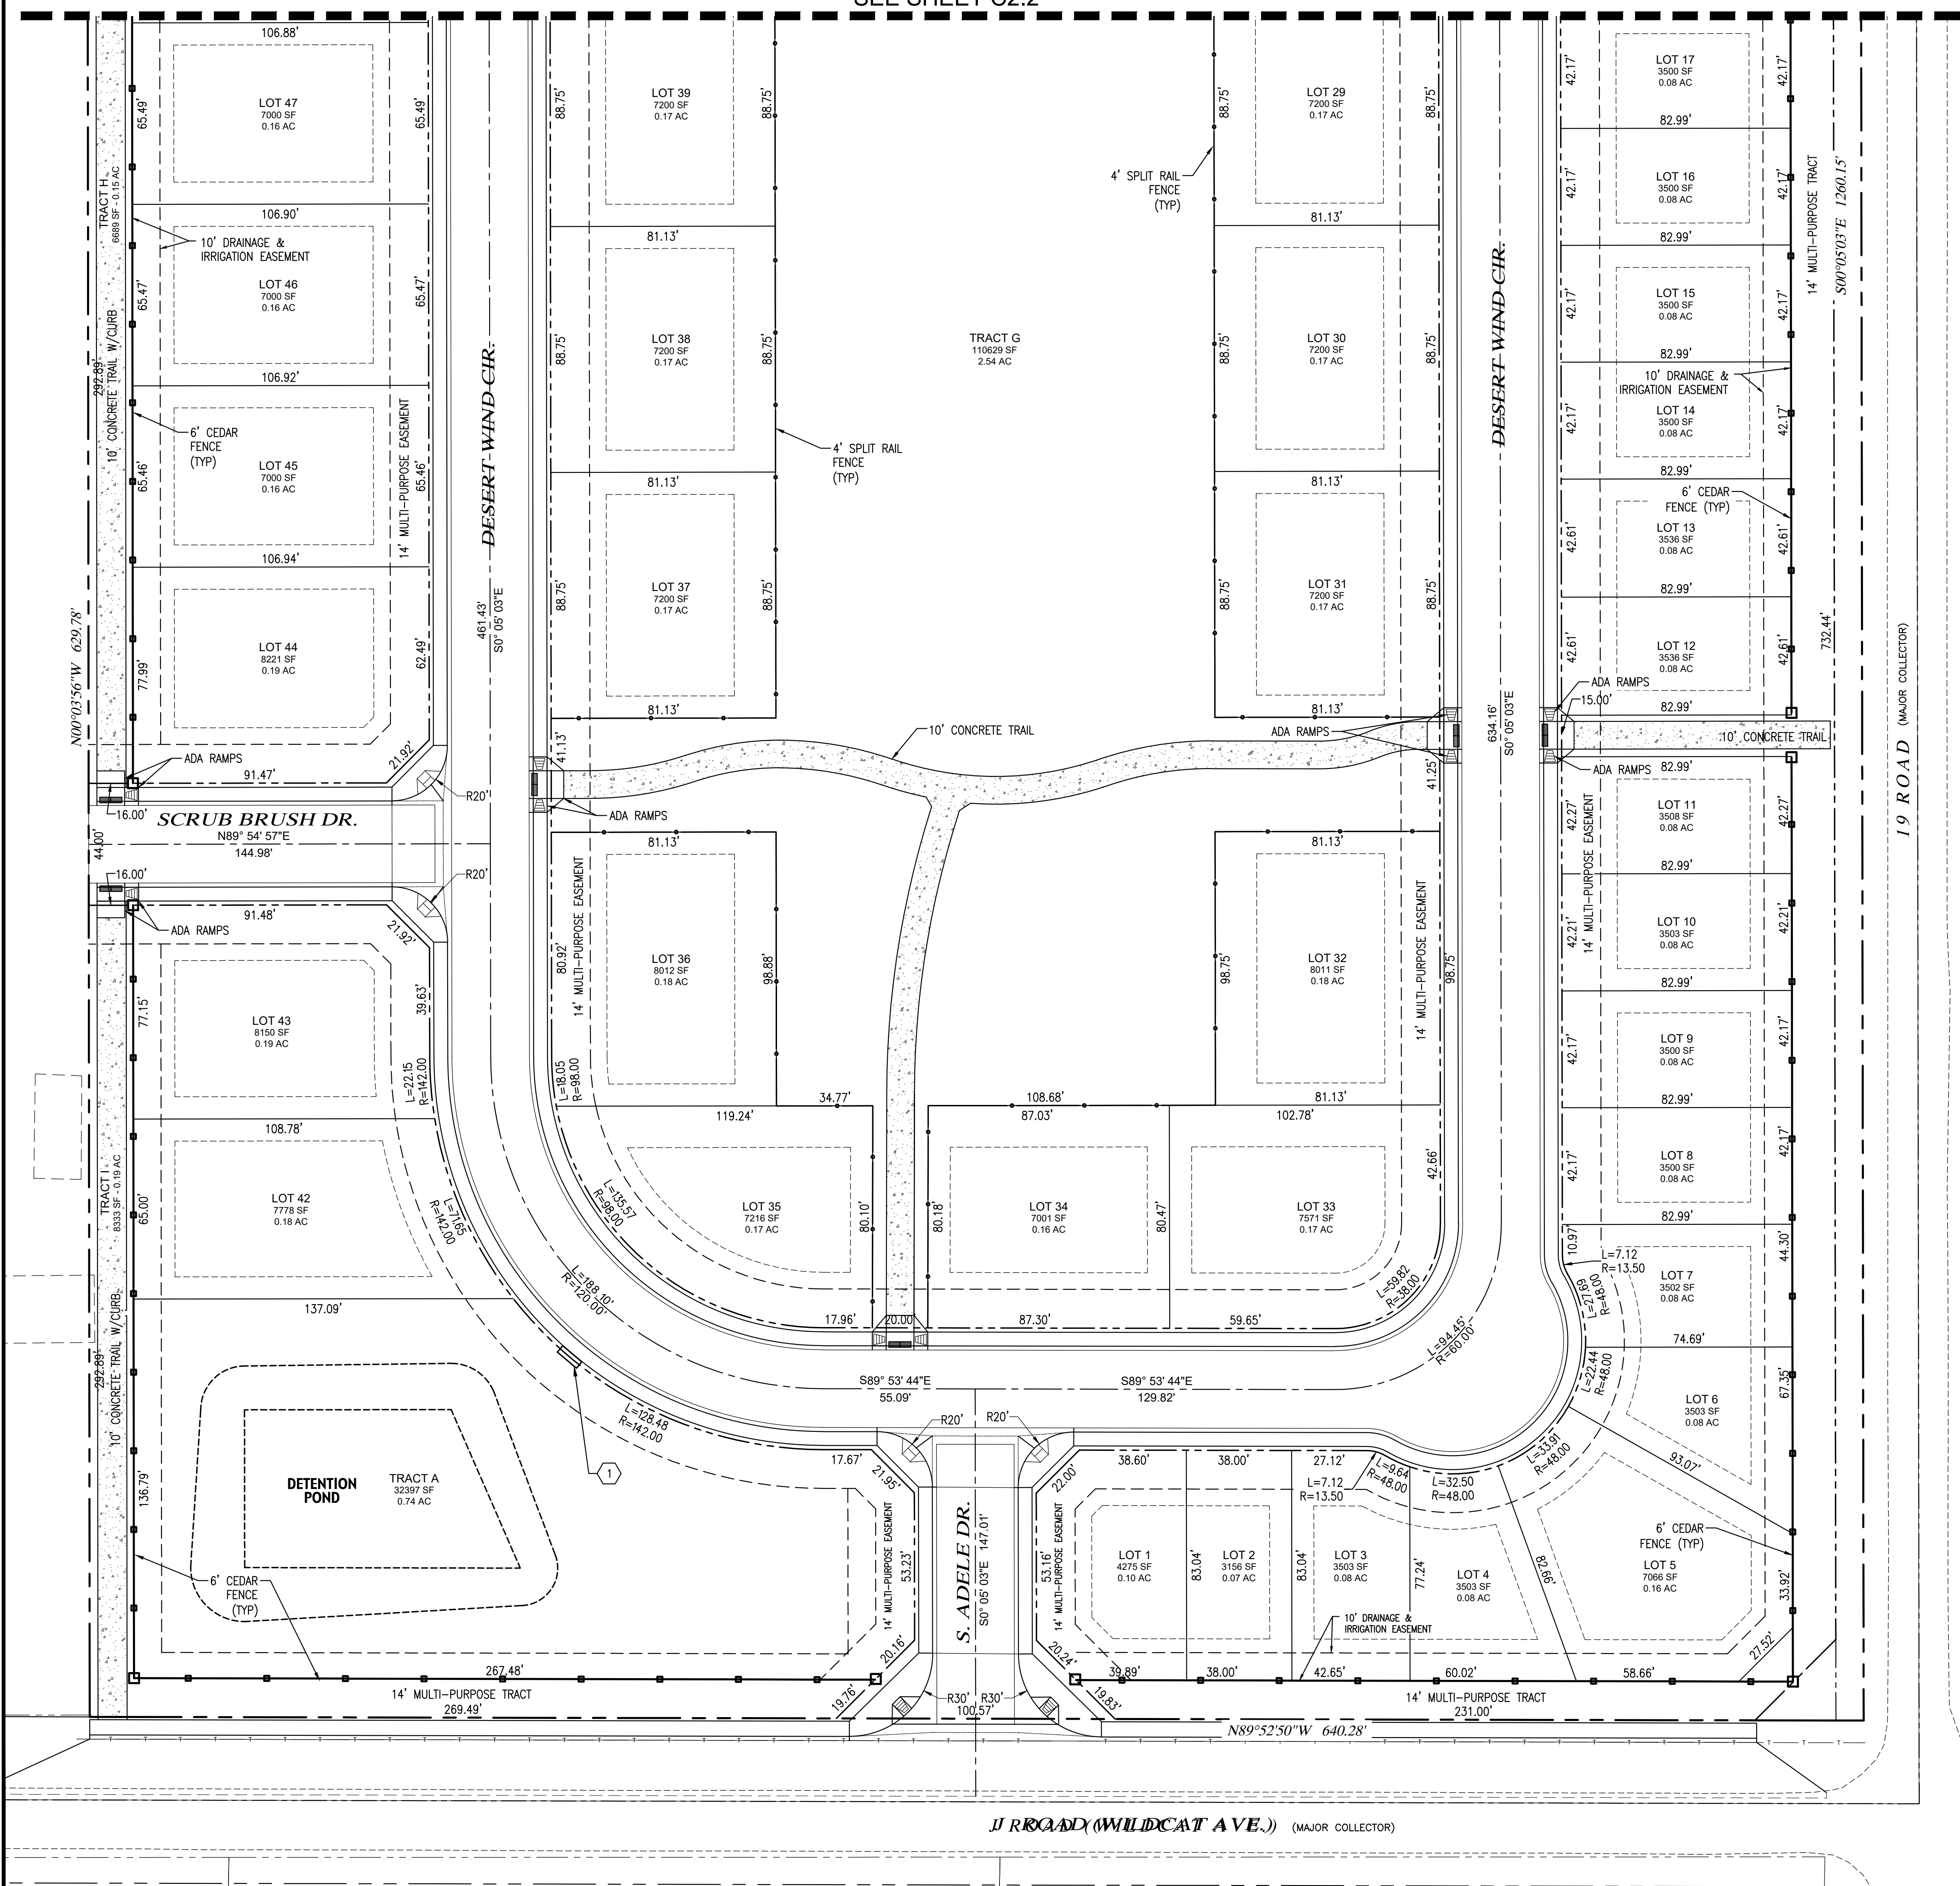 SEE SHEET C2.2
106.88'
LOT 47
7000 SF
0.16 AC
65.49'
65.49'
TRACT H
6689 SF - 0.15 AC
106.90'
10' DRAINAGE &
IRRIGATION EASEMENT
LOT 46
7000 SF
0.16 AC
65.47'
65.47'
292.89'
10' CONCRETE TRAIL W/CURB
106.92'
6' CEDAR
FENCE
(TYP)
LOT 45
7000 SF
0.16 AC
65.46'
65.46'
14' MULTI-PURPOSE EASEMENT
106.94'
LOT 44
8221 SF
0.19 AC
77.99'
62.49'
N00°03'56"W 629.78'
ADA RAMPS
91.47'
21.92'
R20'
16.00'
SCRUB BRUSH DR.
N89° 54' 57"E
144.98'
44.00'
16.00'
R20'
ADA RAMPS
91.48'
21.92'
DESERT WIND CIR.
461.43'
S0° 05' 03"E
LOT 43
8150 SF
0.19 AC
77.15'
39.63'
L=22.15
R=142.00
108.78'
LOT 42
7778 SF
0.18 AC
65.00'
L=71.65
R=142.00
TRACT I
8333 SF - 0.19 AC
137.09'
292.89'
10' CONCRETE TRAIL W/CURB
DETENTION
POND
TRACT A
32397 SF
0.74 AC
136.79'
6' CEDAR
FENCE
(TYP)
267.48'
14' MULTI-PURPOSE TRACT
269.49'
L=128.48
R=142.00
1
17.67'
21.95'
14' MULTI-PURPOSE EASEMENT
53.23'
20.16'
19.76'
88.75'
LOT 39
7200 SF
0.17 AC
88.75'
81.13'
88.75'
LOT 38
7200 SF
0.17 AC
88.75'
81.13'
4' SPLIT RAIL
FENCE
(TYP)
88.75'
LOT 37
7200 SF
0.17 AC
88.75'
81.13'
41.13'
10' CONCRETE TRAIL
ADA RAMPS
81.13'
14' MULTI-PURPOSE EASEMENT
80.92'
LOT 36
8012 SF
0.18 AC
98.88'
L=18.05
R=98.00
34.77'
119.24'
L=135.57
R=98.00
LOT 35
7216 SF
0.17 AC
80.10'
17.96'
20.00'
L=188.10'
R=120.00'
TRACT G
110629 SF
2.54 AC
4' SPLIT RAIL
FENCE
(TYP)
88.75'
LOT 29
7200 SF
0.17 AC
88.75'
81.13'
88.75'
LOT 30
7200 SF
0.17 AC
88.75'
81.13'
88.75'
LOT 31
7200 SF
0.17 AC
88.75'
81.13'
ADA RAMPS
41.25'
81.13'
98.75'
LOT 32
8011 SF
0.18 AC
14' MULTI-PURPOSE EASEMENT
98.75'
108.68'
81.13'
87.03'
102.78'
80.18'
LOT 34
7001 SF
0.16 AC
80.47'
LOT 33
7571 SF
0.17 AC
42.66'
L=59.82
R=38.00
87.30'
59.65'
L=94.45'
R=60.00'
S89° 53' 44"E
55.09'
S89° 53' 44"E
129.82'
R20'
R20'
S. ADELE DR.
S0° 05' 03"E 147.01'
R30'
R30'
100.57'
DESERT WIND CIR.
634.16'
S0° 05' 03"E
42.17'
LOT 17
3500 SF
0.08 AC
42.17'
82.99'
42.17'
LOT 16
3500 SF
0.08 AC
42.17'
82.99'
42.17'
LOT 15
3500 SF
0.08 AC
42.17'
82.99'
10' DRAINAGE &
IRRIGATION EASEMENT
42.17'
LOT 14
3500 SF
0.08 AC
42.17'
82.99'
6' CEDAR
FENCE (TYP)
42.61'
LOT 13
3536 SF
0.08 AC
42.61'
82.99'
42.61'
LOT 12
3536 SF
0.08 AC
42.61'
ADA RAMPS
15.00'
82.99'
10' CONCRETE TRAIL
ADA RAMPS
82.99'
42.27'
14' MULTI-PURPOSE EASEMENT
LOT 11
3508 SF
0.08 AC
42.27'
82.99'
42.21'
LOT 10
3503 SF
0.08 AC
42.21'
82.99'
42.17'
LOT 9
3500 SF
0.08 AC
42.17'
82.99'
42.17'
LOT 8
3500 SF
0.08 AC
42.17'
82.99'
10.97'
L=7.12
R=13.50
44.30'
LOT 7
3502 SF
0.08 AC
L=27.69
R=48.00
74.69'
L=22.44
R=48.00
LOT 6
3503 SF
0.08 AC
67.35'
L=33.91
R=48.00
93.07'
38.60'
38.00'
27.12'
L=9.64
R=48.00
L=7.12
R=13.50
L=32.50
R=48.00
22.00'
14' MULTI-PURPOSE EASEMENT
53.16'
LOT 1
4275 SF
0.10 AC
83.04'
LOT 2
3156 SF
0.07 AC
83.04'
LOT 3
3503 SF
0.08 AC
77.24'
LOT 4
3503 SF
0.08 AC
82.66'
6' CEDAR
FENCE (TYP)
LOT 5
7066 SF
0.16 AC
33.92'
10' DRAINAGE &
IRRIGATION EASEMENT
27.52'
20.24'
39.89'
38.00'
42.65'
60.02'
58.66'
19.83'
14' MULTI-PURPOSE TRACT
231.00'
N89°52'50"W 640.28'
14' MULTI-PURPOSE TRACT
S00°05'03"E 1260.15'
732.44'
19 ROAD (MAJOR COLLECTOR)
J ROAD (WILDCAT AVE.) (MAJOR COLLECTOR)